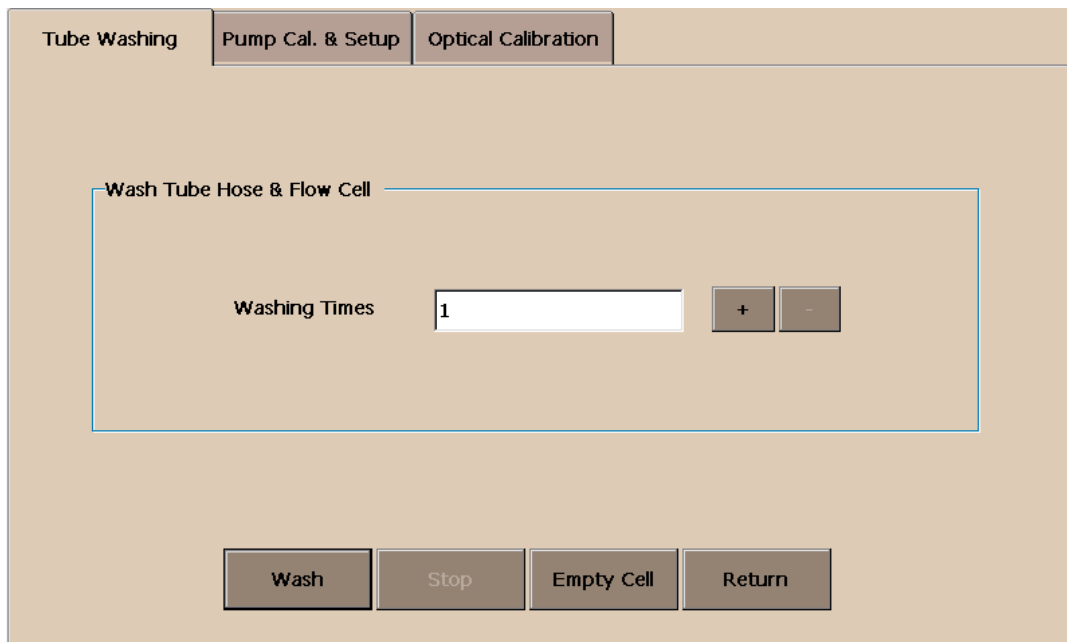 Tube Washing Pump Cal. & Setup Optical Calibration
Wash Tube Hose & Flow Cell
Washing Times 1 + -
Wash Stop Empty Cell Return